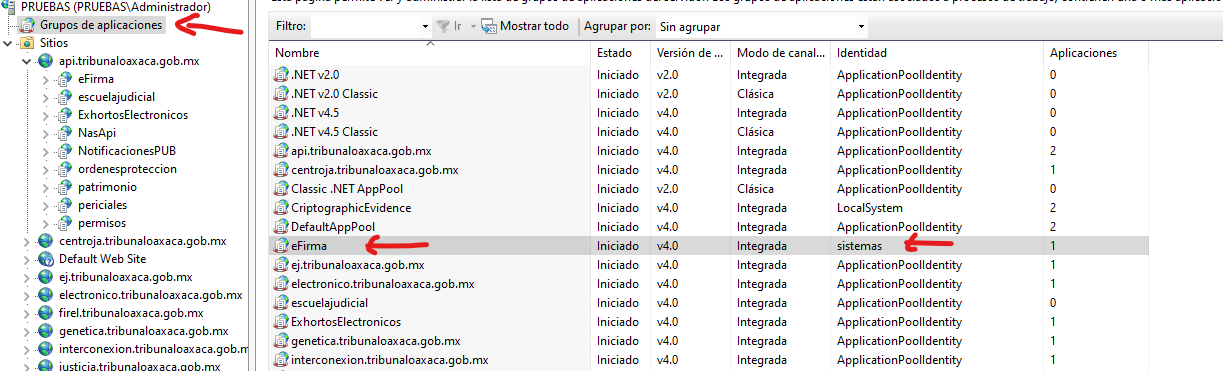 PRUEBAS (PRUEBAS\Administrador)
Grupos de aplicaciones
Sitios
api.tribunaloaxaca.gob.mx
eFirma
escuelajudicial
ExhortosElectronicos
NasApi
NotificacionesPUB
ordenesproteccion
patrimonio
periciales
permisos
centroja.tribunaloaxaca.gob.mx
Default Web Site
ej.tribunaloaxaca.gob.mx
electronico.tribunaloaxaca.gob.mx
firel.tribunaloaxaca.gob.mx
genetica.tribunaloaxaca.gob.mx
interconexion.tribunaloaxaca.gob.m
justicia.tribunaloaxaca.gob.mx
Filtro: Ir Mostrar todo Agrupar por: Sin agrupar
Nombre Estado Versión de ... Modo de canal... Identidad Aplicaciones
.NET v2.0 Iniciado v2.0 Integrada ApplicationPoolIdentity 0
.NET v2.0 Classic Iniciado v2.0 Clásica ApplicationPoolIdentity 0
.NET v4.5 Iniciado v4.0 Integrada ApplicationPoolIdentity 0
.NET v4.5 Classic Iniciado v4.0 Clásica ApplicationPoolIdentity 0
api.tribunaloaxaca.gob.mx Iniciado v4.0 Integrada ApplicationPoolIdentity 2
centroja.tribunaloaxaca.gob.mx Iniciado v4.0 Integrada ApplicationPoolIdentity 1
Classic .NET AppPool Iniciado v2.0 Clásica ApplicationPoolIdentity 0
CriptographicEvidence Iniciado v4.0 Integrada LocalSystem 2
DefaultAppPool Iniciado v4.0 Integrada ApplicationPoolIdentity 2
eFirma Iniciado v4.0 Integrada sistemas 1
ej.tribunaloaxaca.gob.mx Iniciado v4.0 Integrada ApplicationPoolIdentity 1
electronico.tribunaloaxaca.gob.mx Iniciado v4.0 Integrada ApplicationPoolIdentity 1
escuelajudicial Iniciado v4.0 Integrada ApplicationPoolIdentity 0
ExhortosElectronicos Iniciado v4.0 Integrada ApplicationPoolIdentity 1
genetica.tribunaloaxaca.gob.mx Iniciado v4.0 Integrada ApplicationPoolIdentity 1
interconexion.tribunaloaxaca.gob.mx Iniciado v4.0 Integrada ApplicationPoolIdentity 1